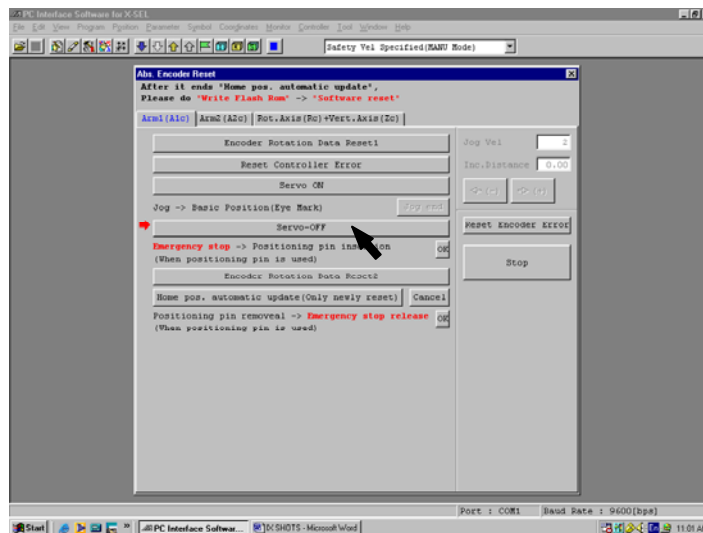 PC Interface Software for X-SEL
File Edit View Program Position Parameter Symbol Coordinates Monitor Controller Tool Window Help
Safety Vel Specified(MANU Mode)
Abs. Encoder Reset
After it ends "Home pos. automatic update",
Please do "Write Flash Rom" -> "Software reset"
Arm1(A1c) Arm2(A2c) Rot.Axis(Rc)+Vert.Axis(Zc)
Encoder Rotation Data Reset1
Reset Controller Error
Servo ON
Jog -> Basic Position(Eye Mark) Jog end
Servo-OFF
Emergency stop -> Positioning pin insertion OK
(When positioning pin is used)
Encoder Rotation Data Reset2
Home pos. automatic update(Only newly reset) Cancel
Positioning pin removeal -> Emergency stop release OK
(When positioning pin is used)
Jog Vel 2
Inc.Distance 0.00
(-) (+)
Reset Encoder Error
Stop
Port : COM1 Baud Rate : 9600[bps]
Start PC Interface Softwar... IX SHOTS - Microsoft Word 11:01 A